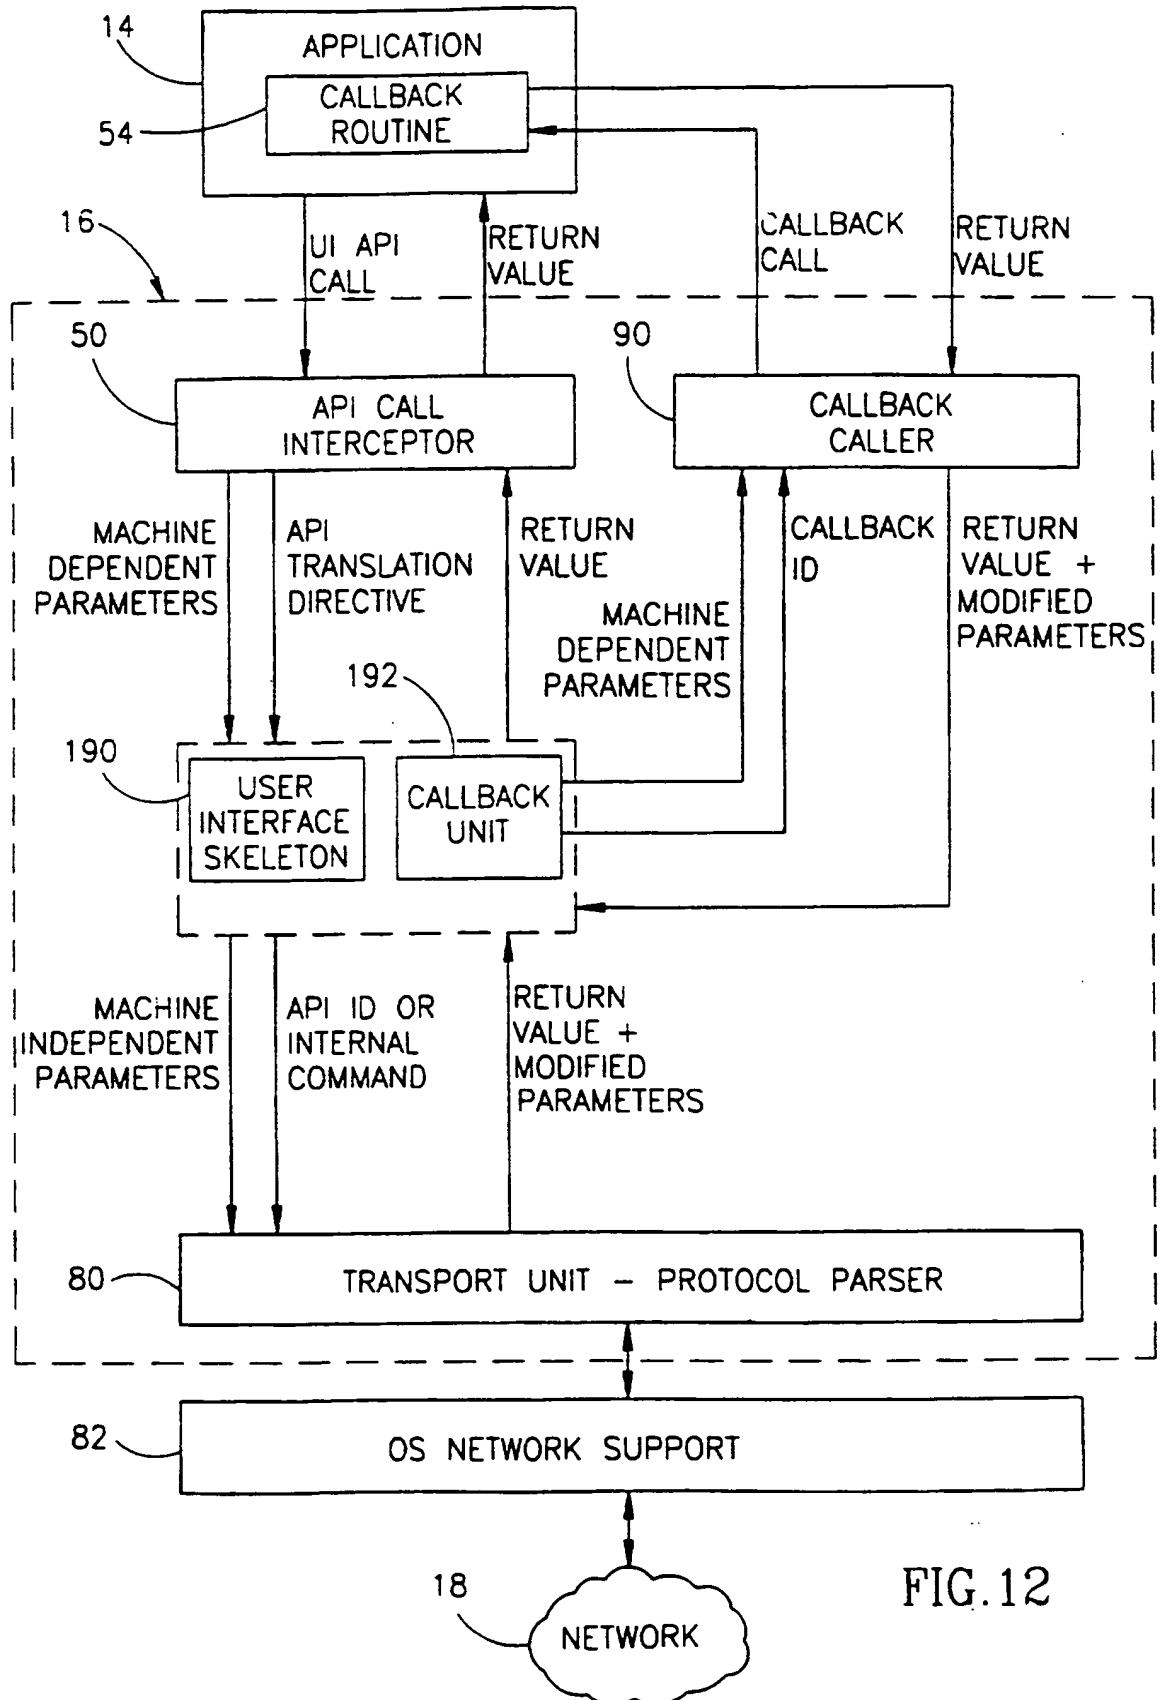 14
APPLICATION
CALLBACK
ROUTINE
54
16
UI API
CALL
RETURN
VALUE
CALLBACK
CALL
RETURN
VALUE
50
90
API CALL
INTERCEPTOR
CALLBACK
CALLER
MACHINE
DEPENDENT
PARAMETERS
API
TRANSLATION
DIRECTIVE
RETURN
VALUE
CALLBACK
ID
RETURN
VALUE +
MODIFIED
PARAMETERS
MACHINE
DEPENDENT
PARAMETERS
192
190
USER
INTERFACE
SKELETON
CALLBACK
UNIT
MACHINE
INDEPENDENT
PARAMETERS
API ID OR
INTERNAL
COMMAND
RETURN
VALUE +
MODIFIED
PARAMETERS
80
TRANSPORT UNIT – PROTOCOL PARSER
82
OS NETWORK SUPPORT
18
NETWORK
FIG.12